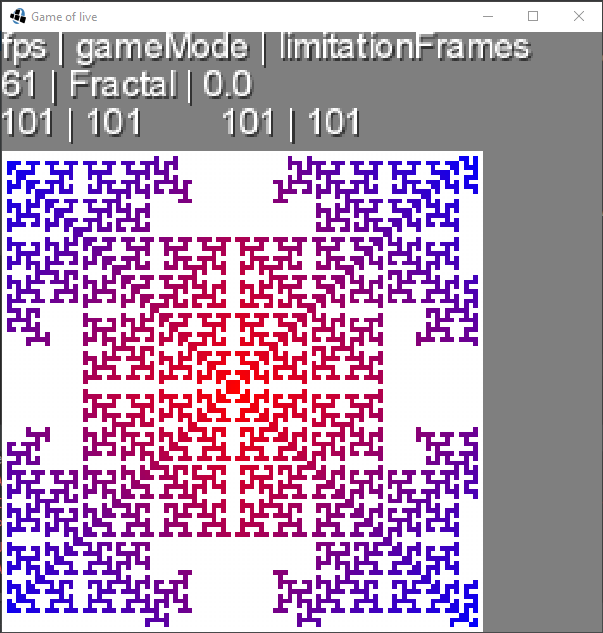 Game of live
fps | gameMode | limitationFrames
61 | Fractal | 0.0
101 | 101 101 | 101